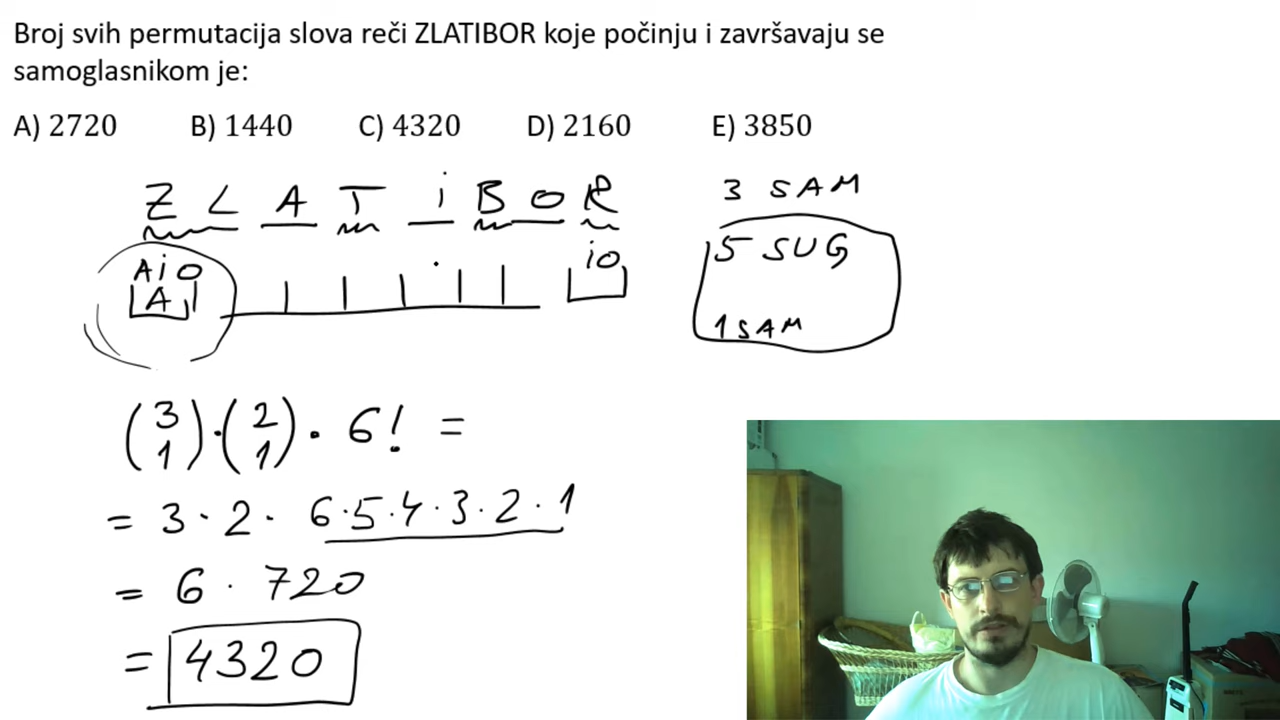 Broj svih permutacija slova reči ZLATIBOR koje počinju i završavaju se
samoglasnikom je:
A) 2720 B) 1440 C) 4320 D) 2160 E) 3850
Z L A T i B O R
3 SAM
A i O
i O
5 SUG
A
1 SAM
(3 1) · (2 1) · 6! =
= 3 · 2 · 6·5·4·3·2·1
= 6 · 720
= 4320